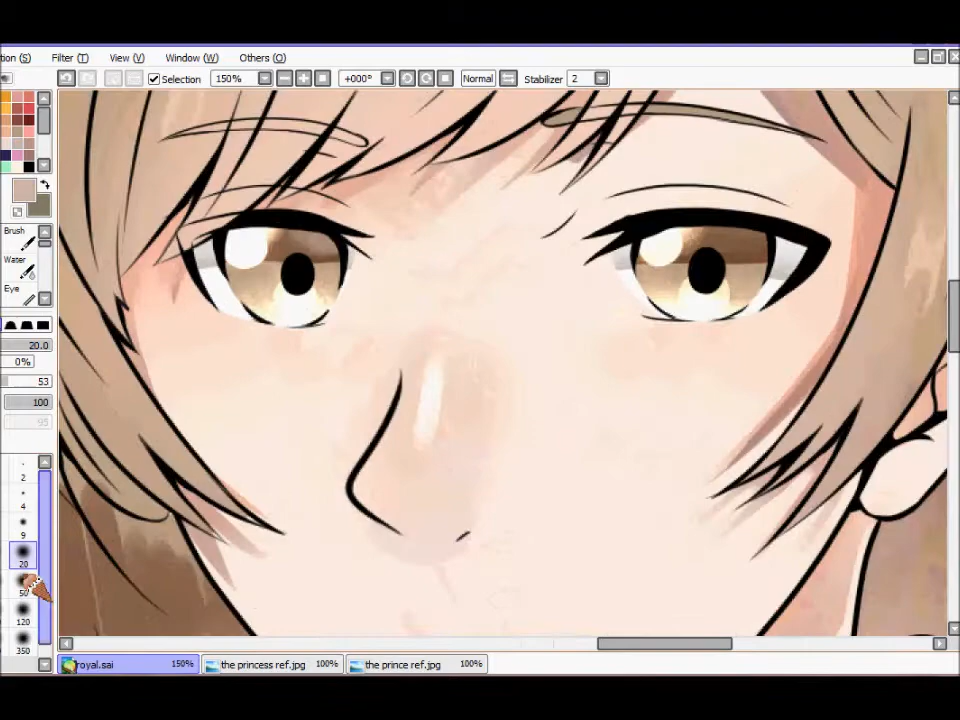 tion (S) Filter (T) View (V) Window (W) Others (O)
Selection 150% +000° Normal Stabilizer 2
Brush
Water
Eye
20.0
0%
53
100
95
2
4
9
20
50
120
350
royal.sai 150% the princess ref.jpg 100% the prince ref.jpg 100%